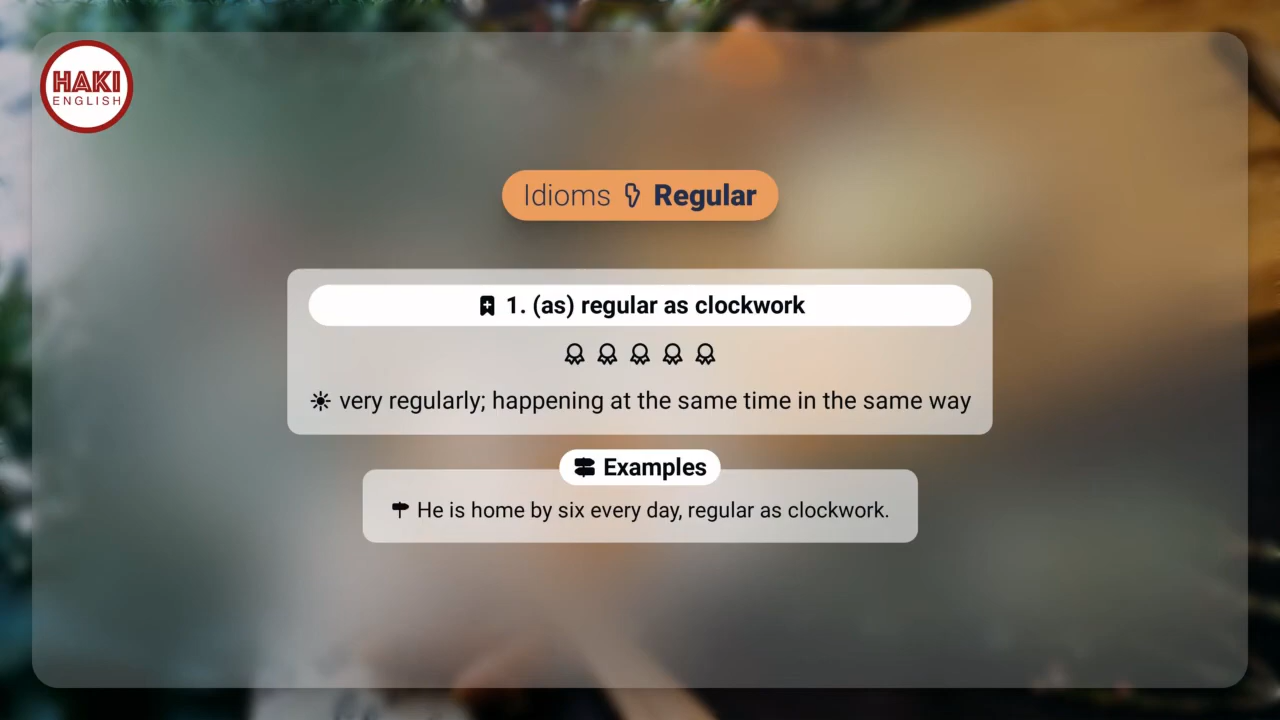 HAKI
ENGLISH
Idioms Regular
1. (as) regular as clockwork
very regularly; happening at the same time in the same way
Examples
He is home by six every day, regular as clockwork.